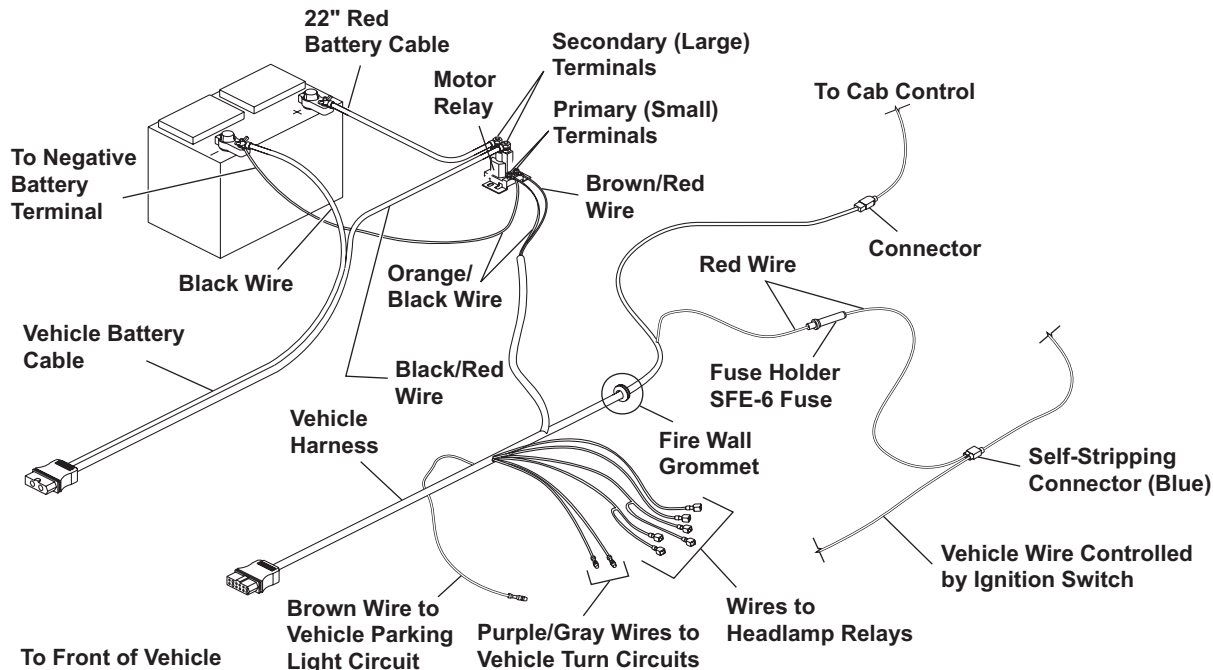 22" Red
Battery Cable
Secondary (Large)
Terminals
Motor
Relay
Primary (Small)
Terminals
To Cab Control
To Negative
Battery
Terminal
Brown/Red
Wire
Connector
Black Wire
Orange/
Black Wire
Red Wire
Vehicle Battery
Cable
Black/Red
Wire
Fuse Holder
SFE-6 Fuse
Vehicle
Harness
Fire Wall
Grommet
Self-Stripping
Connector (Blue)
Vehicle Wire Controlled
by Ignition Switch
Brown Wire to
Vehicle Parking
Light Circuit
Purple/Gray Wires to
Vehicle Turn Circuits
Wires to
Headlamp Relays
To Front of Vehicle